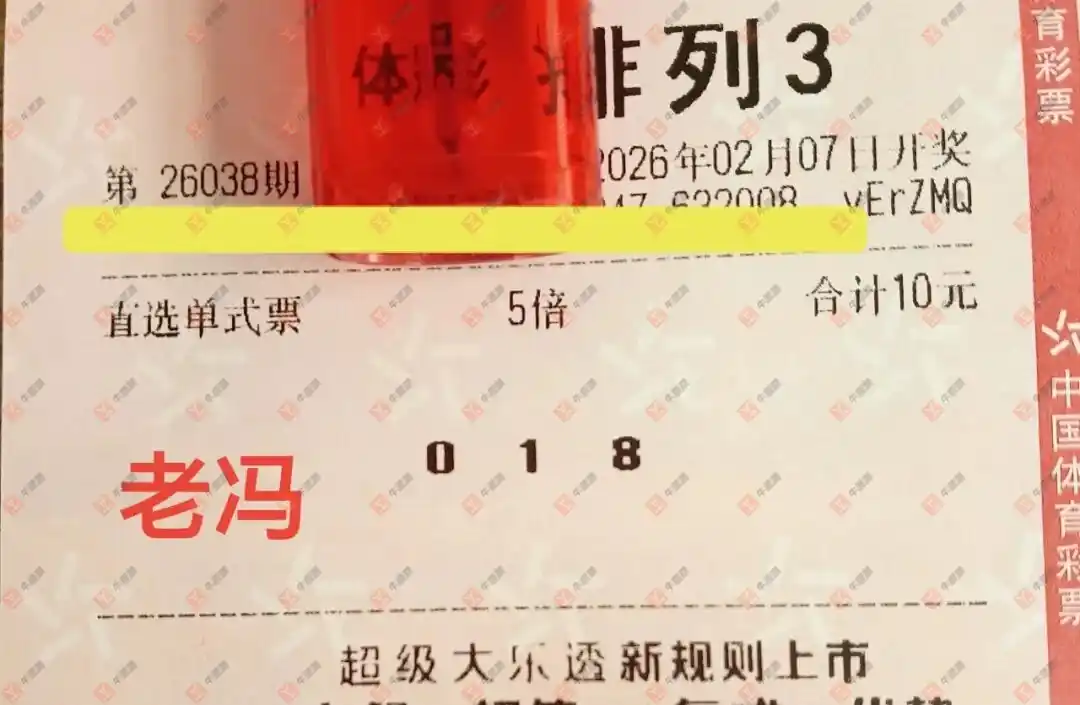 体彩 排列3
第 26038期 2026年02月07日开奖
yErZMQ
直选单式票 5倍 合计10元
0 1 8
老冯
超级大乐透新规则上市
育彩票
中国体育彩票